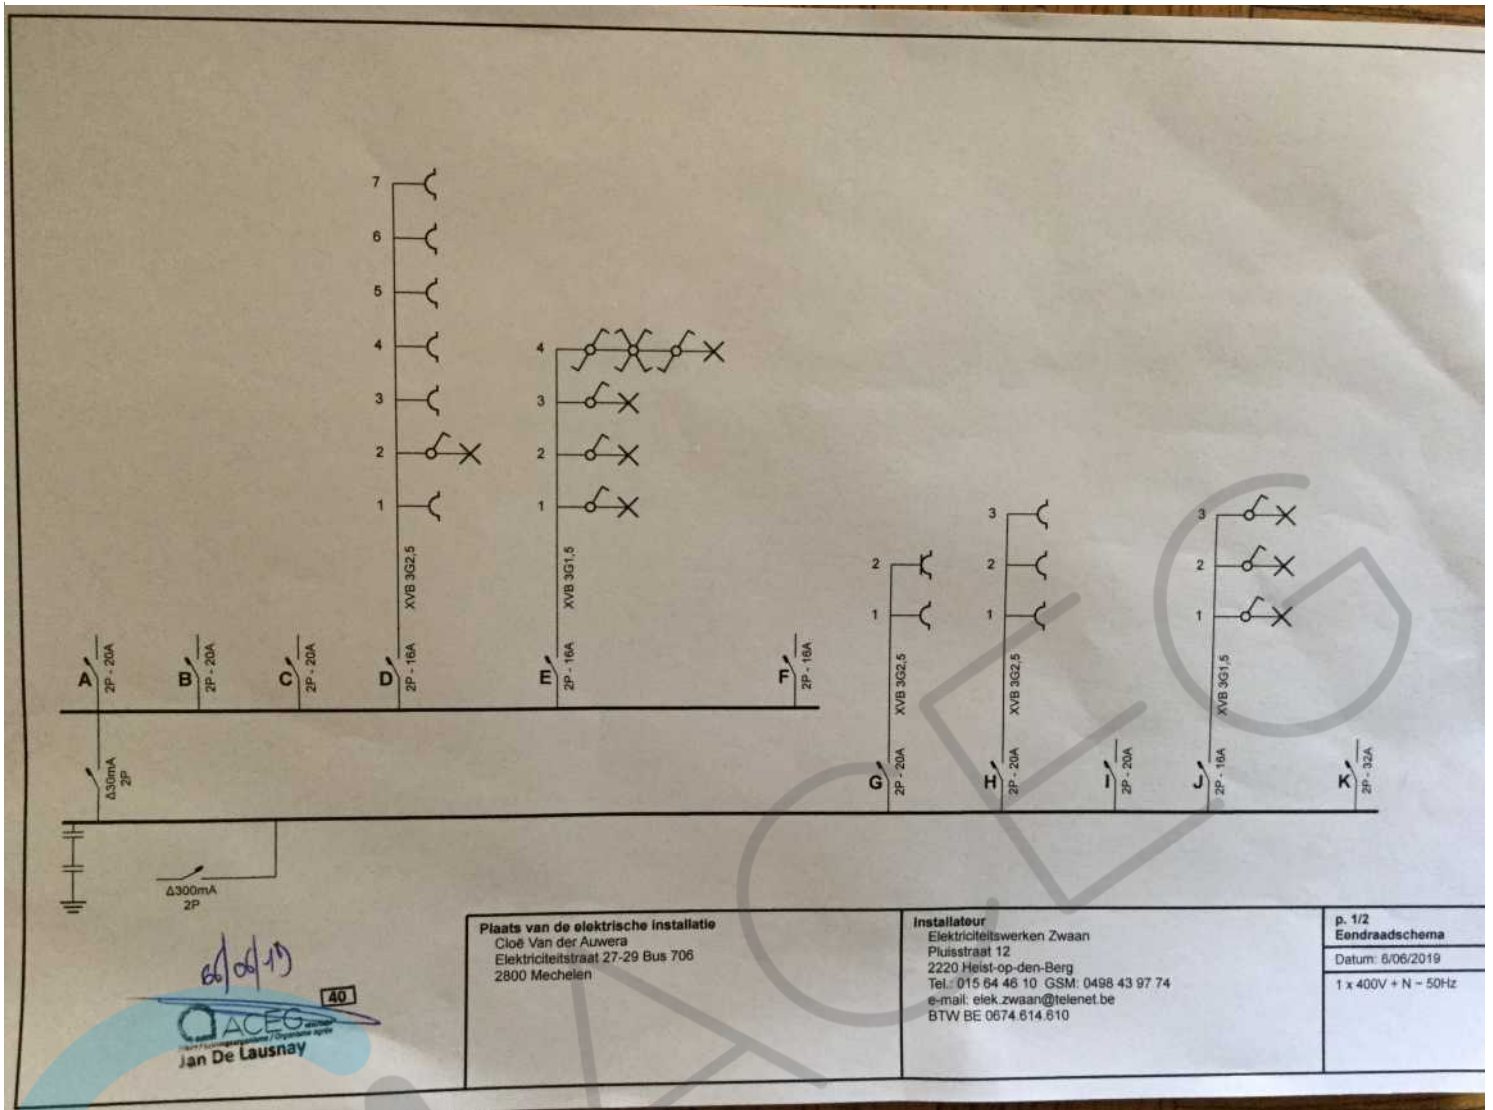 7
6
5
4
3
2
1
XVB 3G2,5
4
3
2
1
XVB 3G1,5
2
1
XVB 3G2,5
3
2
1
XVB 3G2,5
3
2
1
XVB 3G1,5
A
2P - 20A
B
2P - 20A
C
2P - 20A
D
2P - 16A
E
2P - 16A
F
2P - 16A
Δ30mA
2P
G
2P - 20A
H
2P - 20A
I
2P - 20A
J
2P - 16A
K
2P - 32A
Δ300mA
2P
06/06/19
40
ACEG
Jan De Lausnay
Plaats van de elektrische installatie
Cloë Van der Auwera
Elektriciteitstraat 27-29 Bus 706
2800 Mechelen
Installateur
Elektriciteitswerken Zwaan
Pluisstraat 12
2220 Heist-op-den-Berg
Tel.: 015 64 46 10 GSM: 0498 43 97 74
e-mail: elek.zwaan@telenet.be
BTW BE 0674.614.610
p. 1/2
Eendraadschema
Datum: 6/06/2019
1 x 400V + N ~ 50Hz
ACEG